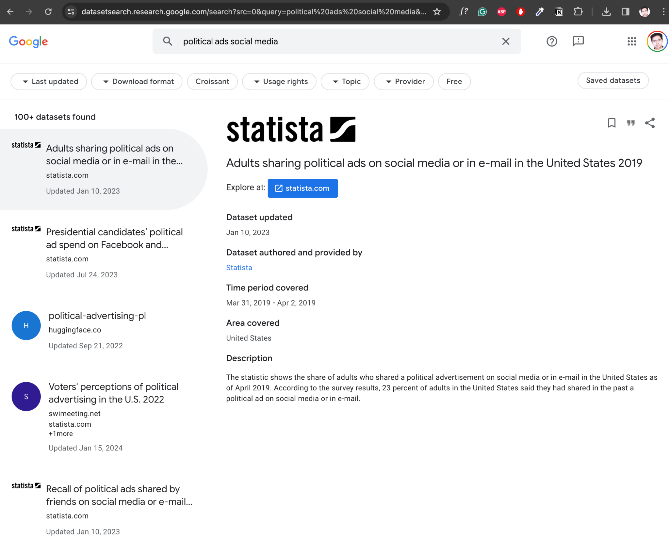 datasetsearch.research.google.com/search?src=0&query=political%20ads%20social%20media&...
Google
political ads social media
Last updated
Download format
Croissant
Usage rights
Topic
Provider
Free
Saved datasets
100+ datasets found
statista
Adults sharing political ads on
social media or in e-mail in the...
statista.com
Updated Jan 10, 2023
statista
Presidential candidates' political
ad spend on Facebook and...
statista.com
Updated Jul 24, 2023
H
political-advertising-pl
huggingface.co
Updated Sep 21, 2022
S
Voters' perceptions of political
advertising in the U.S. 2022
swimeeting.net
statista.com
+1more
Updated Jan 15, 2024
statista
Recall of political ads shared by
friends on social media or e-mail...
statista.com
Updated Jan 10, 2023
statista
Adults sharing political ads on social media or in e-mail in the United States 2019
Explore at: statista.com
Dataset updated
Jan 10, 2023
Dataset authored and provided by
Statista
Time period covered
Mar 31, 2019 - Apr 2, 2019
Area covered
United States
Description
The statistic shows the share of adults who shared a political advertisement on social media or in e-mail in the United States as
of April 2019. According to the survey results, 23 percent of adults in the United States said they had shared in the past a
political ad on social media or in e-mail.